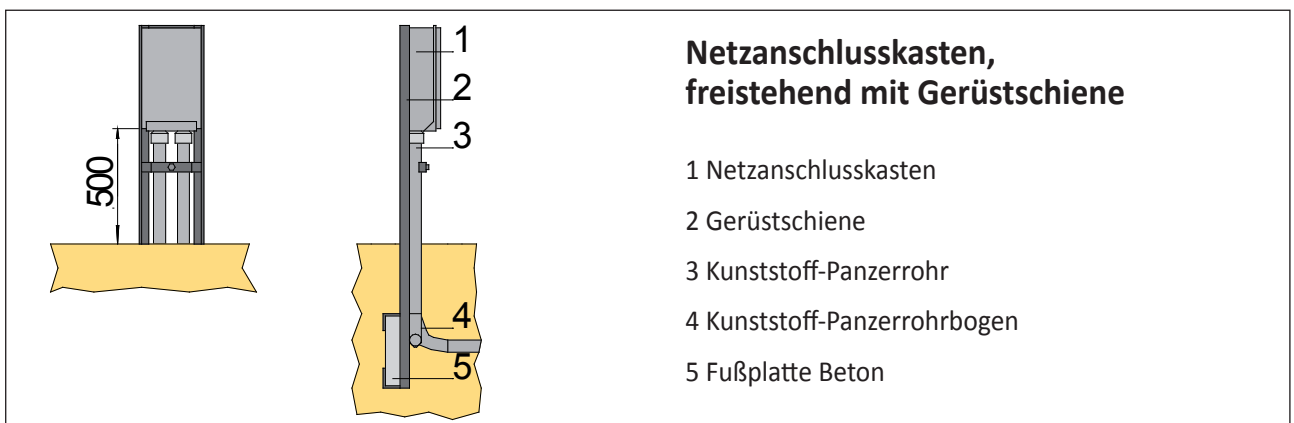 500
1
2
3
4
5
Netzanschlusskasten,
freistehend mit Gerüstschiene
1 Netzanschlusskasten
2 Gerüstschiene
3 Kunststoff-Panzerrohr
4 Kunststoff-Panzerrohrbogen
5 Fußplatte Beton